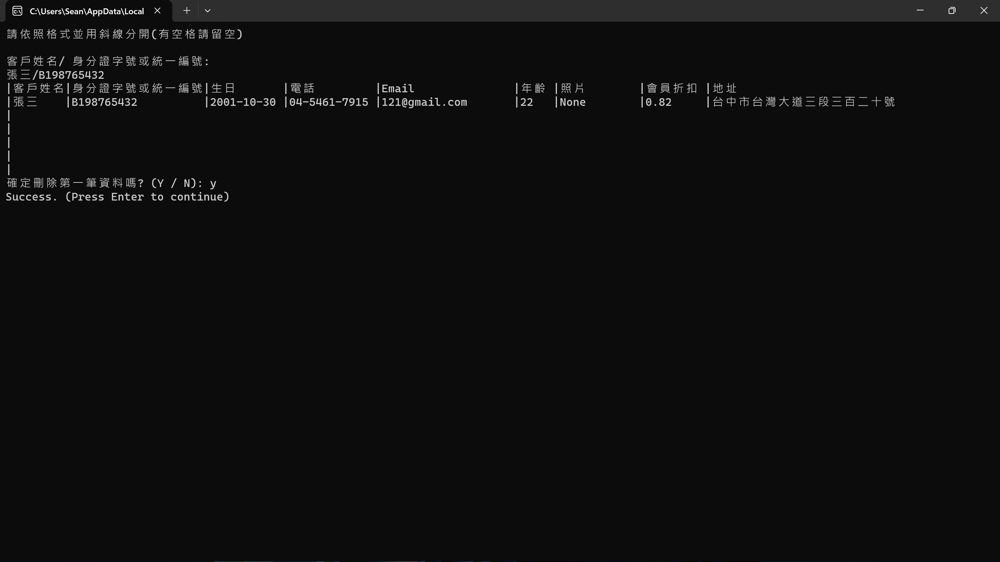 C:\Users\Sean\AppData\Local
請依照格式並用斜線分開(有空格請留空)
客戶姓名/ 身分證字號或統一編號:
張三/B198765432
|客戶姓名|身分證字號或統一編號|生日 |電話 |Email |年齡 |照片 |會員折扣 |地址
|張三 |B198765432 |2001-10-30 |04-5461-7915 |121@gmail.com |22 |None |0.82 |台中市台灣大道三段三百二十號
|
|
|
|
|
確定刪除第一筆資料嗎? (Y / N): y
Success. (Press Enter to continue)